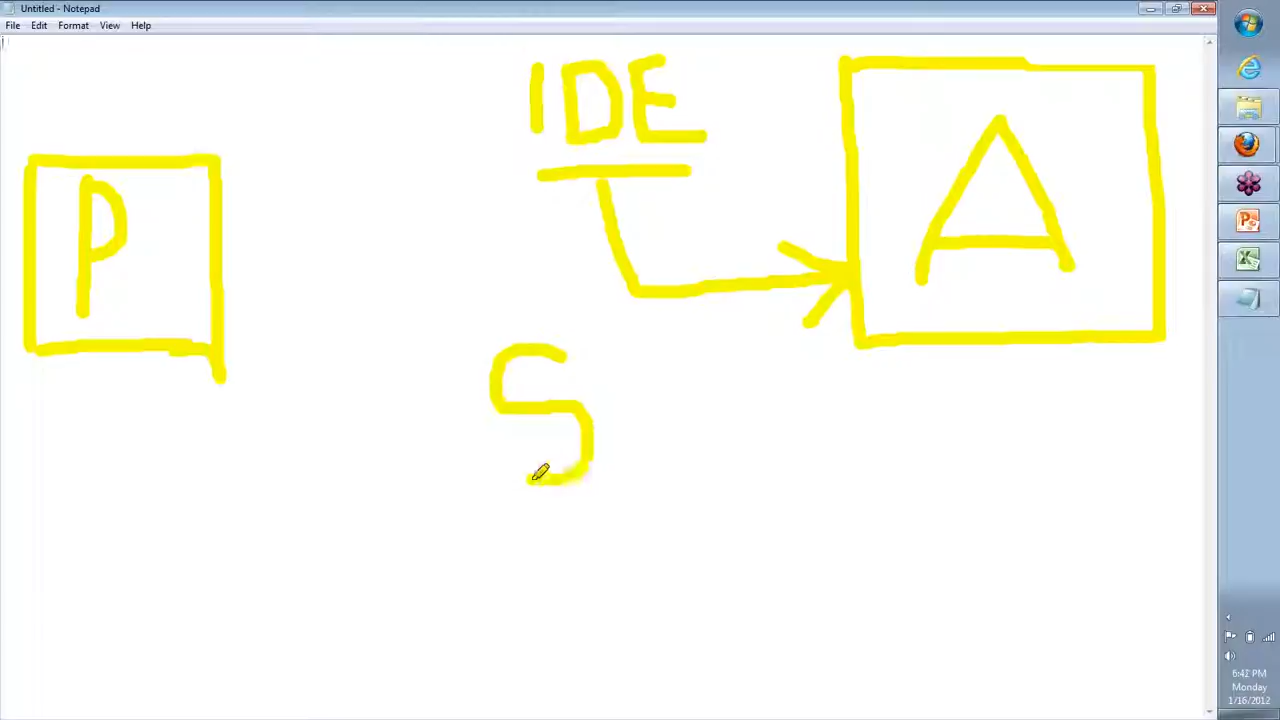 Untitled - Notepad
File Edit Format View Help
IDE
A
P
S
6:42 PM
Monday
1/16/2012